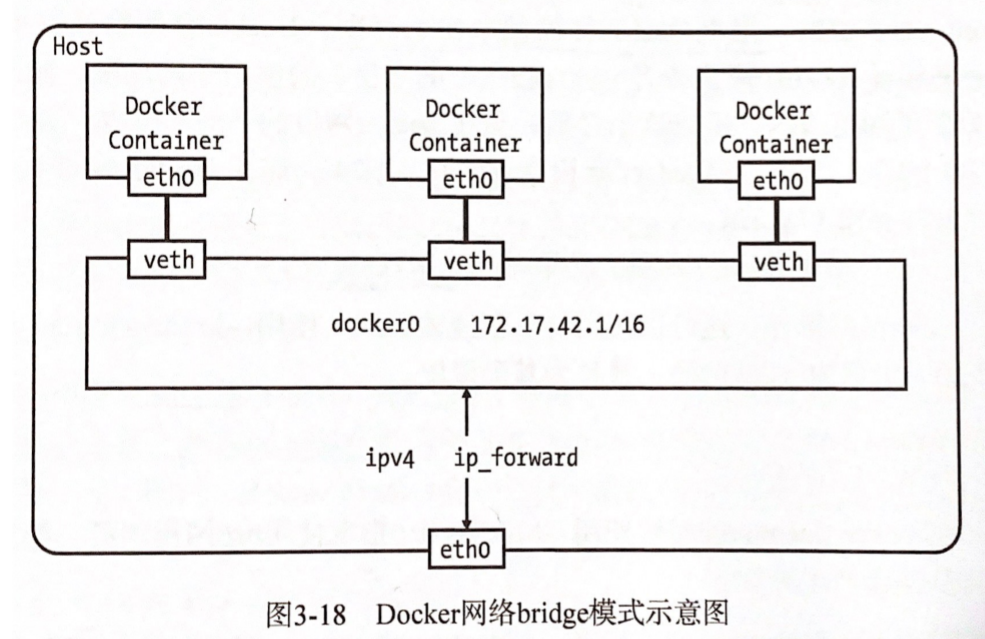 Host
Docker
Container
eth0
Docker
Container
eth0
Docker
Container
eth0
veth
veth
veth
docker0 172.17.42.1/16
ipv4 ip_forward
eth0
图3-18 Docker网络bridge模式示意图